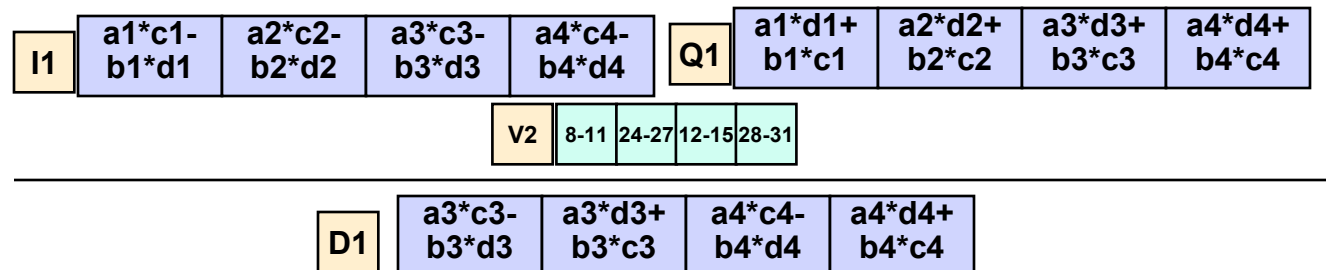 I1
a1*c1-
b1*d1
a2*c2-
b2*d2
a3*c3-
b3*d3
a4*c4-
b4*d4
Q1
a1*d1+
b1*c1
a2*d2+
b2*c2
a3*d3+
b3*c3
a4*d4+
b4*c4
V2
8-11
24-27
12-15
28-31
D1
a3*c3-
b3*d3
a3*d3+
b3*c3
a4*c4-
b4*d4
a4*d4+
b4*c4